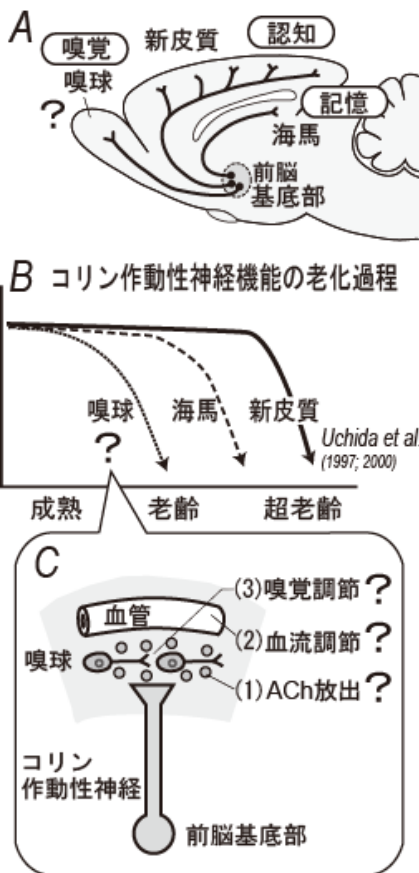 A
嗅覚
新皮質
認知
嗅球
?
記憶
海馬
前脳
基底部
B コリン作動性神経機能の老化過程
嗅球
海馬
新皮質
?
Uchida et al.
(1997; 2000)
成熟
老齢
超老齢
C
(3)嗅覚調節?
血管
(2)血流調節?
嗅球
(1)ACh放出?
コリン
作動性神経
前脳基底部